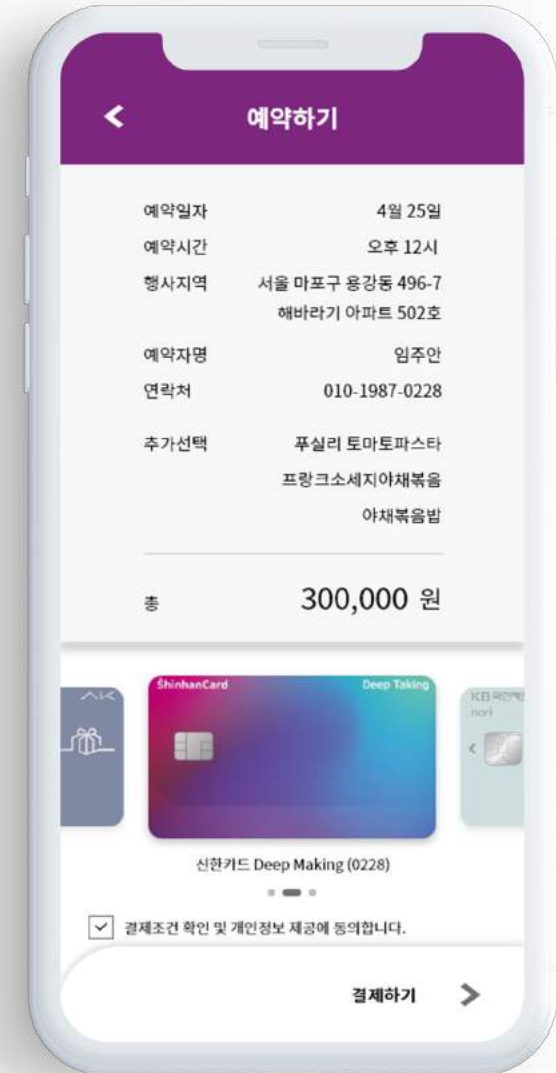 예약하기
예약일자 4월 25일
예약시간 오후 12시
행사지역 서울 마포구 용강동 496-7
해바라기 아파트 502호
예약자명 임주안
연락처 010-1987-0228
추가선택 푸실리 토마토파스타
프랑크소세지야채볶음
야채볶음밥
총 300,000 원
AK
ShinhanCard Deep Taking
KB국민
nori
신한카드 Deep Making (0228)
결제조건 확인 및 개인정보 제공에 동의합니다.
결제하기